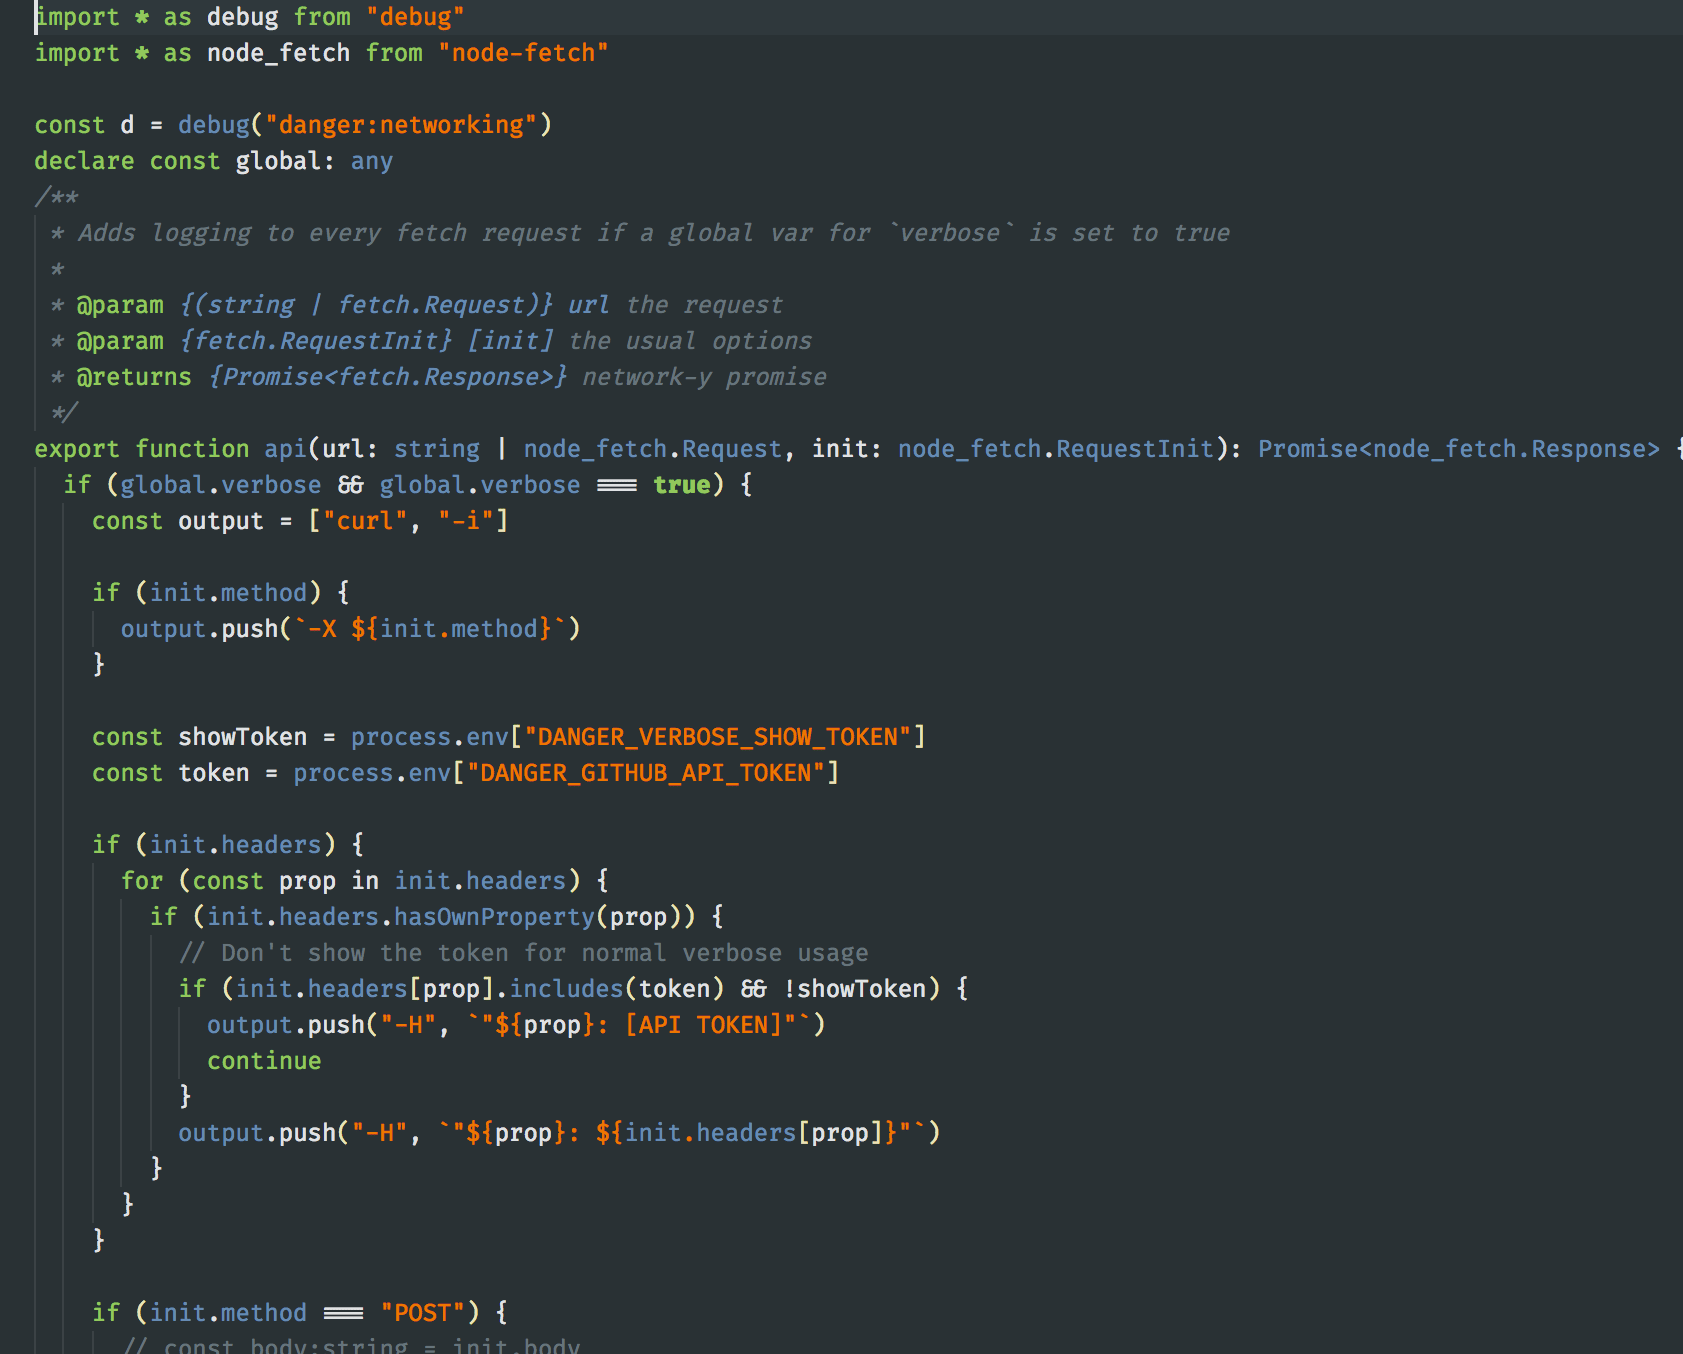 import * as debug from "debug"
import * as node_fetch from "node-fetch"

const d = debug("danger:networking")
declare const global: any
/**
 * Adds logging to every fetch request if a global var for `verbose` is set to true
 *
 * @param {(string | fetch.Request)} url the request
 * @param {fetch.RequestInit} [init] the usual options
 * @returns {Promise<fetch.Response>} network-y promise
 */
export function api(url: string | node_fetch.Request, init: node_fetch.RequestInit): Promise<node_fetch.Response> {
  if (global.verbose && global.verbose === true) {
    const output = ["curl", "-i"]

    if (init.method) {
      output.push(`-X ${init.method}`)
    }

    const showToken = process.env["DANGER_VERBOSE_SHOW_TOKEN"]
    const token = process.env["DANGER_GITHUB_API_TOKEN"]

    if (init.headers) {
      for (const prop in init.headers) {
        if (init.headers.hasOwnProperty(prop)) {
          // Don't show the token for normal verbose usage
          if (init.headers[prop].includes(token) && !showToken) {
            output.push("-H", `"${prop}: [API TOKEN]"`)
            continue
          }
          output.push("-H", `"${prop}: ${init.headers[prop]}"`)
        }
      }
    }

    if (init.method === "POST") {
      // const body:string = init.body